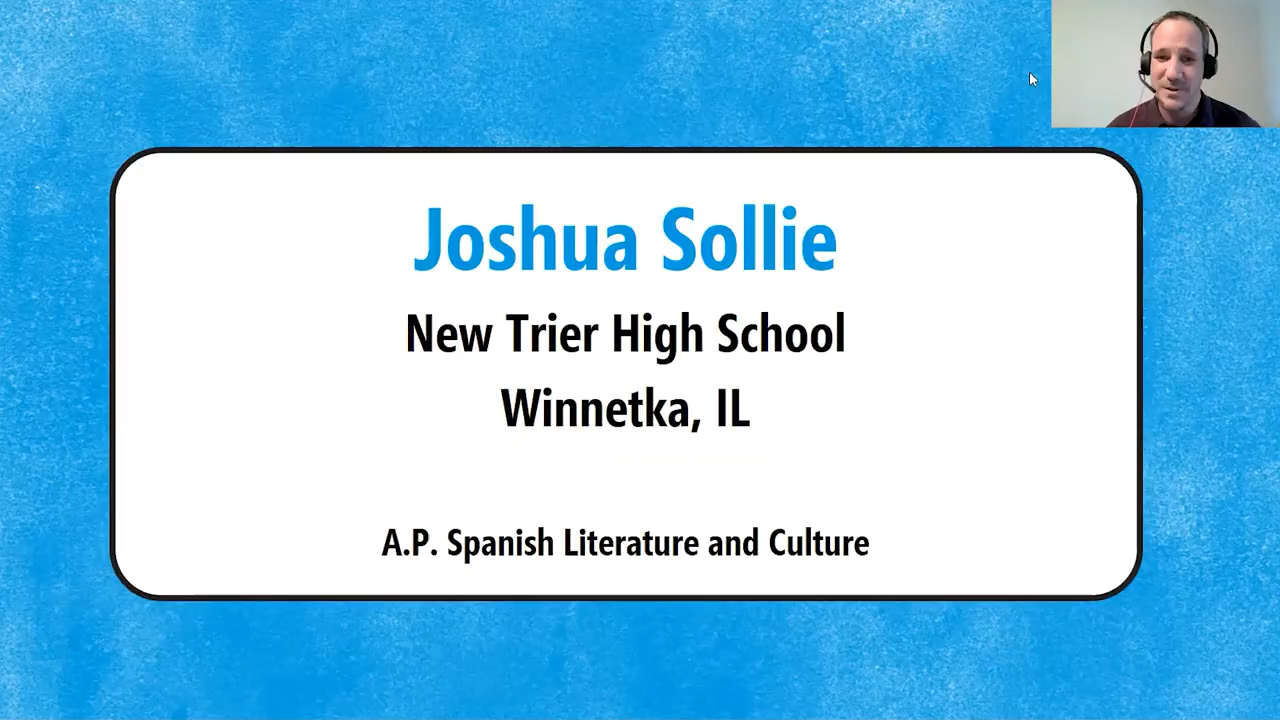 Joshua Sollie
New Trier High School
Winnetka, IL
A.P. Spanish Literature and Culture